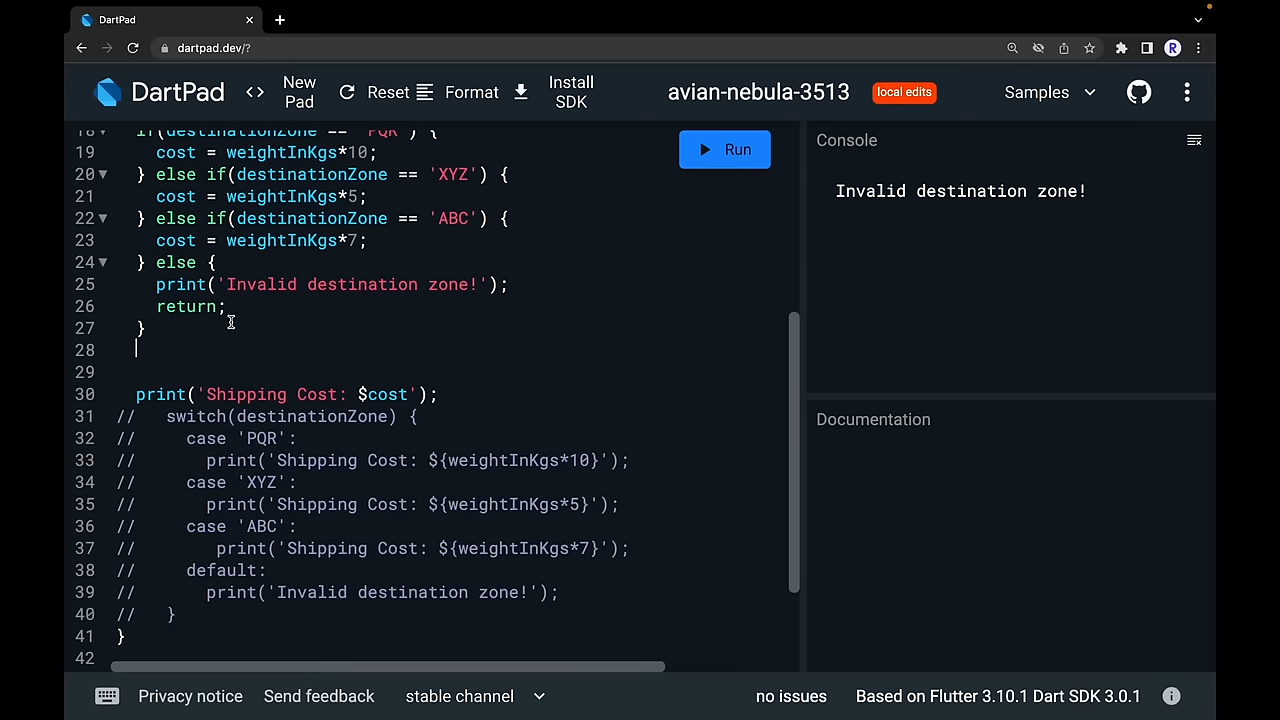 DartPad
dartpad.dev/?
R
DartPad
<>
New Pad
Reset
Format
Install SDK
avian-nebula-3513
local edits
Samples
18 if(destinationZone == 'PQR') {
19 cost = weightInKgs*10;
20 } else if(destinationZone == 'XYZ') {
21 cost = weightInKgs*5;
22 } else if(destinationZone == 'ABC') {
23 cost = weightInKgs*7;
24 } else {
25 print('Invalid destination zone!');
26 return;
27 }
28
29
30 print('Shipping Cost: $cost');
31 // switch(destinationZone) {
32 // case 'PQR':
33 // print('Shipping Cost: ${weightInKgs*10}');
34 // case 'XYZ':
35 // print('Shipping Cost: ${weightInKgs*5}');
36 // case 'ABC':
37 // print('Shipping Cost: ${weightInKgs*7}');
38 // default:
39 // print('Invalid destination zone!');
40 // }
41 }
42
Run
Console
Invalid destination zone!
Documentation
Privacy notice
Send feedback
stable channel
no issues
Based on Flutter 3.10.1 Dart SDK 3.0.1